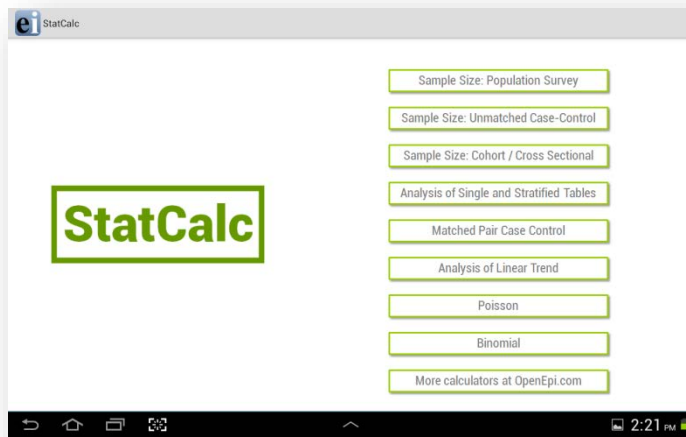 ei StatCalc
Sample Size: Population Survey
Sample Size: Unmatched Case-Control
Sample Size: Cohort / Cross Sectional
Analysis of Single and Stratified Tables
StatCalc
Matched Pair Case Control
Analysis of Linear Trend
Poisson
Binomial
More calculators at OpenEpi.com
2:21 PM